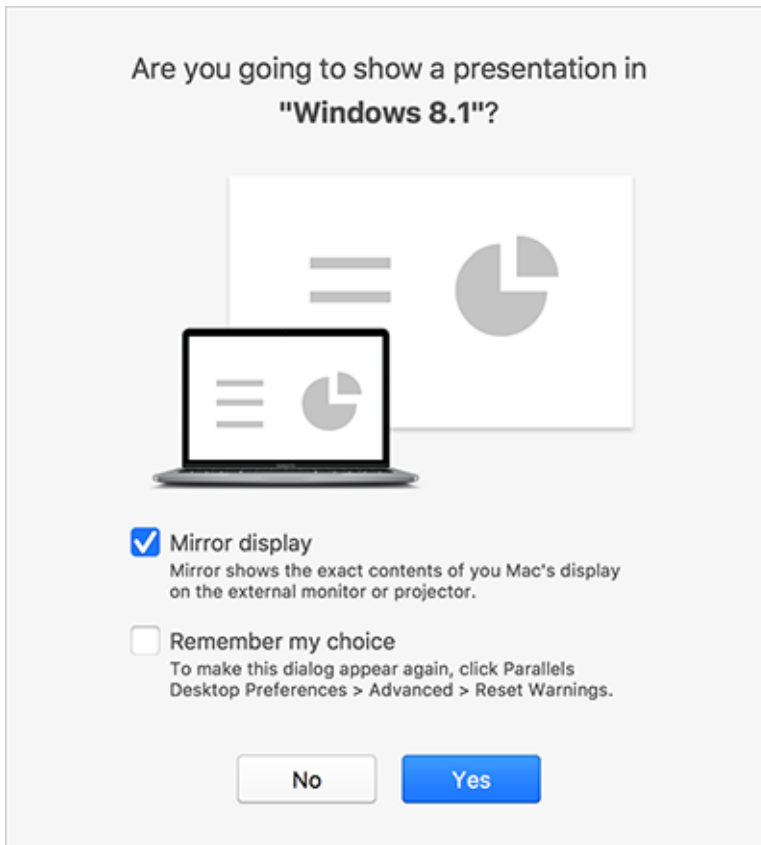 Are you going to show a presentation in
"Windows 8.1"?
Mirror display
Mirror shows the exact contents of you Mac's display
on the external monitor or projector.
Remember my choice
To make this dialog appear again, click Parallels
Desktop Preferences > Advanced > Reset Warnings.
No
Yes